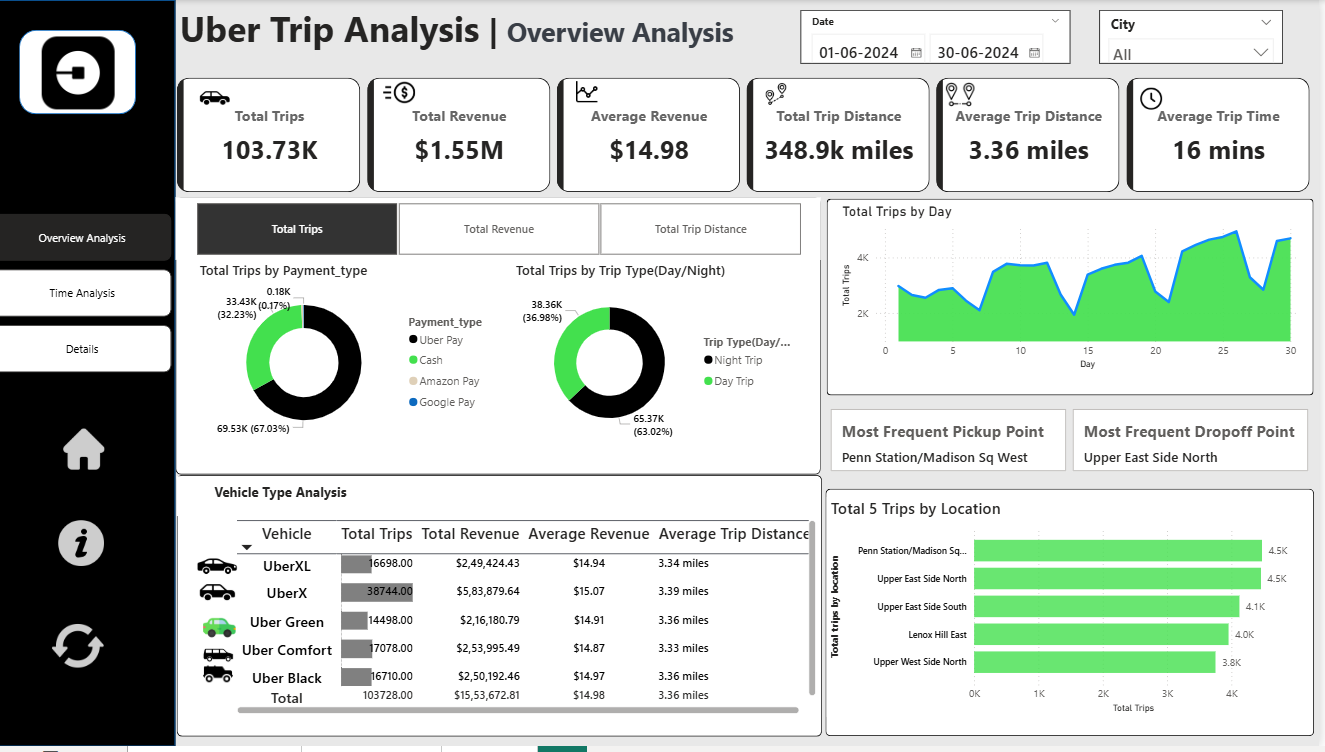 Uber Trip Analysis | Overview Analysis
Date
01-06-2024 30-06-2024
City
All
Overview Analysis
Time Analysis
Details
Total Trips
103.73K
Total Revenue
$1.55M
Average Revenue
$14.98
Total Trip Distance
348.9k miles
Average Trip Distance
3.36 miles
Average Trip Time
16 mins
Total Trips
Total Revenue
Total Trip Distance
Total Trips by Payment_type
0.18K
(0.17%)
33.43K
(32.23%)
69.53K (67.03%)
Payment_type
Uber Pay
Cash
Amazon Pay
Google Pay
Total Trips by Trip Type(Day/Night)
38.36K
(36.98%)
65.37K
(63.02%)
Trip Type(Day/...
Night Trip
Day Trip
Total Trips by Day
Total Trips
4K
2K
0 5 10 15 20 25 30
Day
Most Frequent Pickup Point
Penn Station/Madison Sq West
Most Frequent Dropoff Point
Upper East Side North
Vehicle Type Analysis
Vehicle Total Trips Total Revenue Average Revenue Average Trip Distance
UberXL 16698.00 $2,49,424.43 $14.94 3.34 miles
UberX 38744.00 $5,83,879.64 $15.07 3.39 miles
Uber Green 14498.00 $2,16,180.79 $14.91 3.36 miles
Uber Comfort 17078.00 $2,53,995.49 $14.87 3.33 miles
Uber Black 16710.00 $2,50,192.46 $14.97 3.36 miles
Total 103728.00 $15,53,672.81 $14.98 3.36 miles
Total 5 Trips by Location
Total trips by location
Penn Station/Madison Sq... 4.5K
Upper East Side North 4.5K
Upper East Side South 4.1K
Lenox Hill East 4.0K
Upper West Side North 3.8K
0K 1K 2K 3K 4K
Total Trips